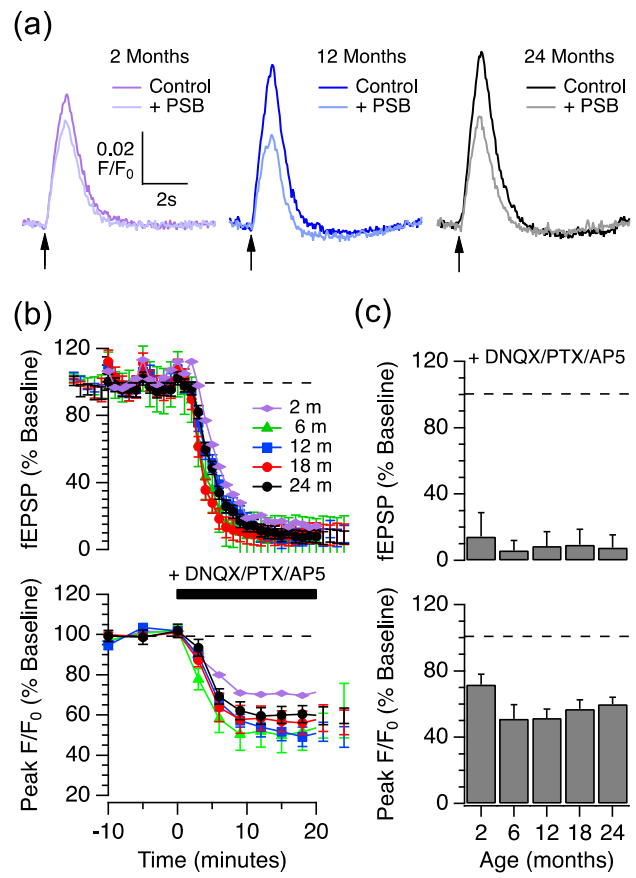 (a)
2 Months
Control
+ PSB
12 Months
Control
+ PSB
24 Months
Control
+ PSB
0.02
F/F0
2s
(b)
120
80
40
0
fEPSP (% Baseline)
2 m
6 m
12 m
18 m
24 m
+ DNQX/PTX/AP5
120
100
80
60
40
20
Peak F/F0 (% Baseline)
-10
0
10
20
Time (minutes)
(c)
+ DNQX/PTX/AP5
120
80
40
0
fEPSP (% Baseline)
120
80
40
0
Peak F/F0 (% Baseline)
2
6
12
18
24
Age (months)